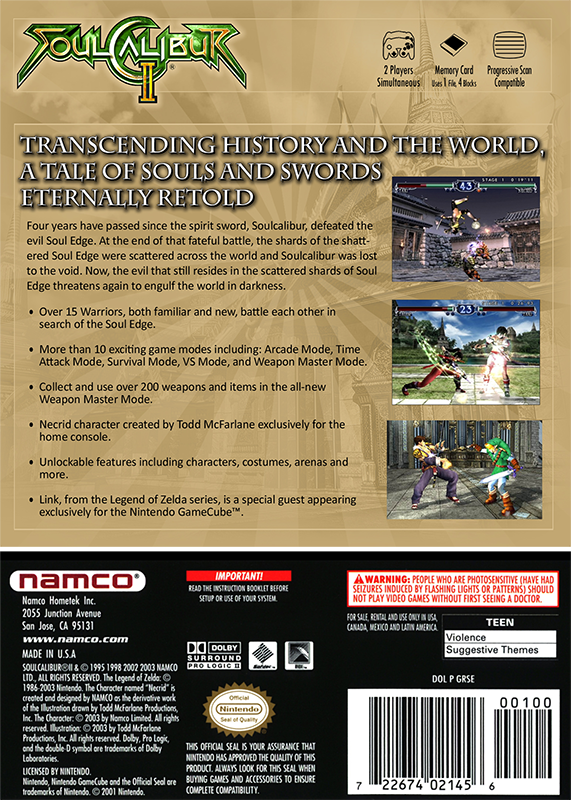 SOULCALIBUR
II
®
2 Players
Simultaneous
Memory Card
Uses 1 File, 4 Blocks
Progressive Scan
Compatible
TRANSCENDING HISTORY AND THE WORLD,
A TALE OF SOULS AND SWORDS
ETERNALLY RETOLD
Four years have passed since the spirit sword, Soulcalibur, defeated the
evil Soul Edge. At the end of that fateful battle, the shards of the shatt-
ered Soul Edge were scattered across the world and Soulcalibur was lost
to the void. Now, the evil that still resides in the scattered shards of Soul
Edge threatens again to engulf the world in darkness.
• Over 15 Warriors, both familiar and new, battle each other in
search of the Soul Edge.
• More than 10 exciting game modes including: Arcade Mode, Time
Attack Mode, Survival Mode, VS Mode, and Weapon Master Mode.
• Collect and use over 200 weapons and items in the all-new
Weapon Master Mode.
• Necrid character created by Todd McFarlane exclusively for the
home console.
• Unlockable features including characters, costumes, arenas and
more.
• Link, from the Legend of Zelda series, is a special guest appearing
exclusively for the Nintendo GameCube™.
STAGE 1 0'19"11
43
23
namco®
Namco Hometek Inc.
2055 Junction Avenue
San Jose, CA 95131
www.namco.com
MADE IN U.S.A
SOULCALIBUR®II & © 1995 1998 2002 2003 NAMCO
LTD., ALL RIGHTS RESERVED. The Legend of Zelda: ©
1986-2003 Nintendo. The Character named "Necrid" is
created and designed by NAMCO as the derivative work
of the Illustration drawn by Todd McFarlane Productions,
Inc. The Character: © 2003 by Namco Limited. All rights
reserved. Illustration: © 2003 by Todd McFarlane
Productions, Inc. All rights reserved. Dolby, Pro Logic,
and the double-D symbol are trademarks of Dolby
Laboratories.
LICENSED BY NINTENDO.
Nintendo, Nintendo GameCube and the Official Seal are
trademarks of Nintendo. © 2001 Nintendo.
IMPORTANT!
READ THE INSTRUCTION BOOKLET BEFORE
SETUP OR USE OF YOUR SYSTEM.
DOLBY
SURROUND
PRO LOGIC II
Official
Nintendo
Seal of Quality
THIS OFFICIAL SEAL IS YOUR ASSURANCE THAT
NINTENDO HAS APPROVED THE QUALITY OF THIS
PRODUCT. ALWAYS LOOK FOR THIS SEAL WHEN
BUYING GAMES AND ACCESSORIES TO ENSURE
COMPLETE COMPATIBILITY.
WARNING: PEOPLE WHO ARE PHOTOSENSITIVE (HAVE HAD
SEIZURES INDUCED BY FLASHING LIGHTS OR PATTERNS) SHOULD
NOT PLAY VIDEO GAMES WITHOUT FIRST SEEING A DOCTOR.
FOR SALE, RENTAL AND USE ONLY IN USA,
CANADA, MEXICO AND LATIN AMERICA.
TEEN
Violence
Suggestive Themes
DOL P GRSE
00100
7 22674 02145 6